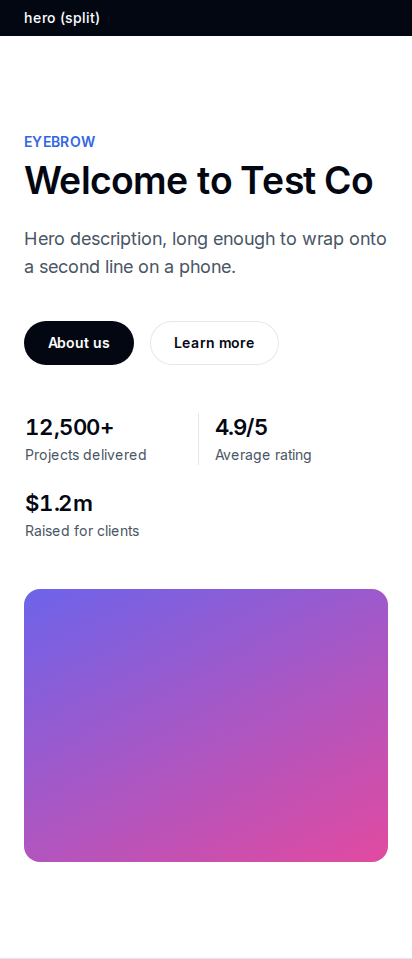 hero (split)
EYEBROW
Welcome to Test Co
Hero description, long enough to wrap onto
a second line on a phone.
About us
Learn more
12,500+
Projects delivered
4.9/5
Average rating
$1.2m
Raised for clients